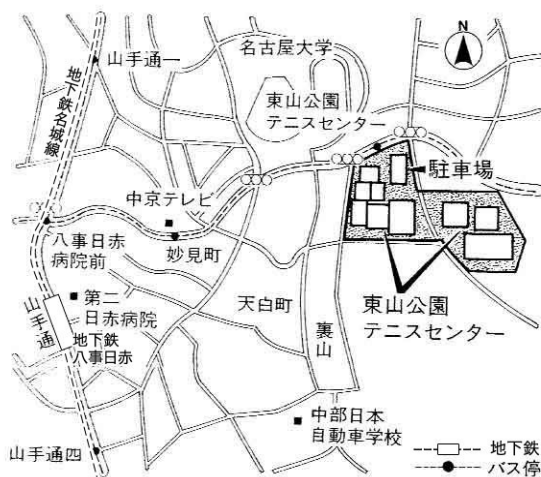 山手通一
名古屋大学
N
地下鉄名城線
東山公園
テニスセンター
駐車場
中京テレビ
八事日赤
病院前
妙見町
山手通
第二
日赤病院
地下鉄
八事日赤
天白町
裏山
東山公園
テニスセンター
中部日本
自動車学校
山手通四
地下鉄
バス停